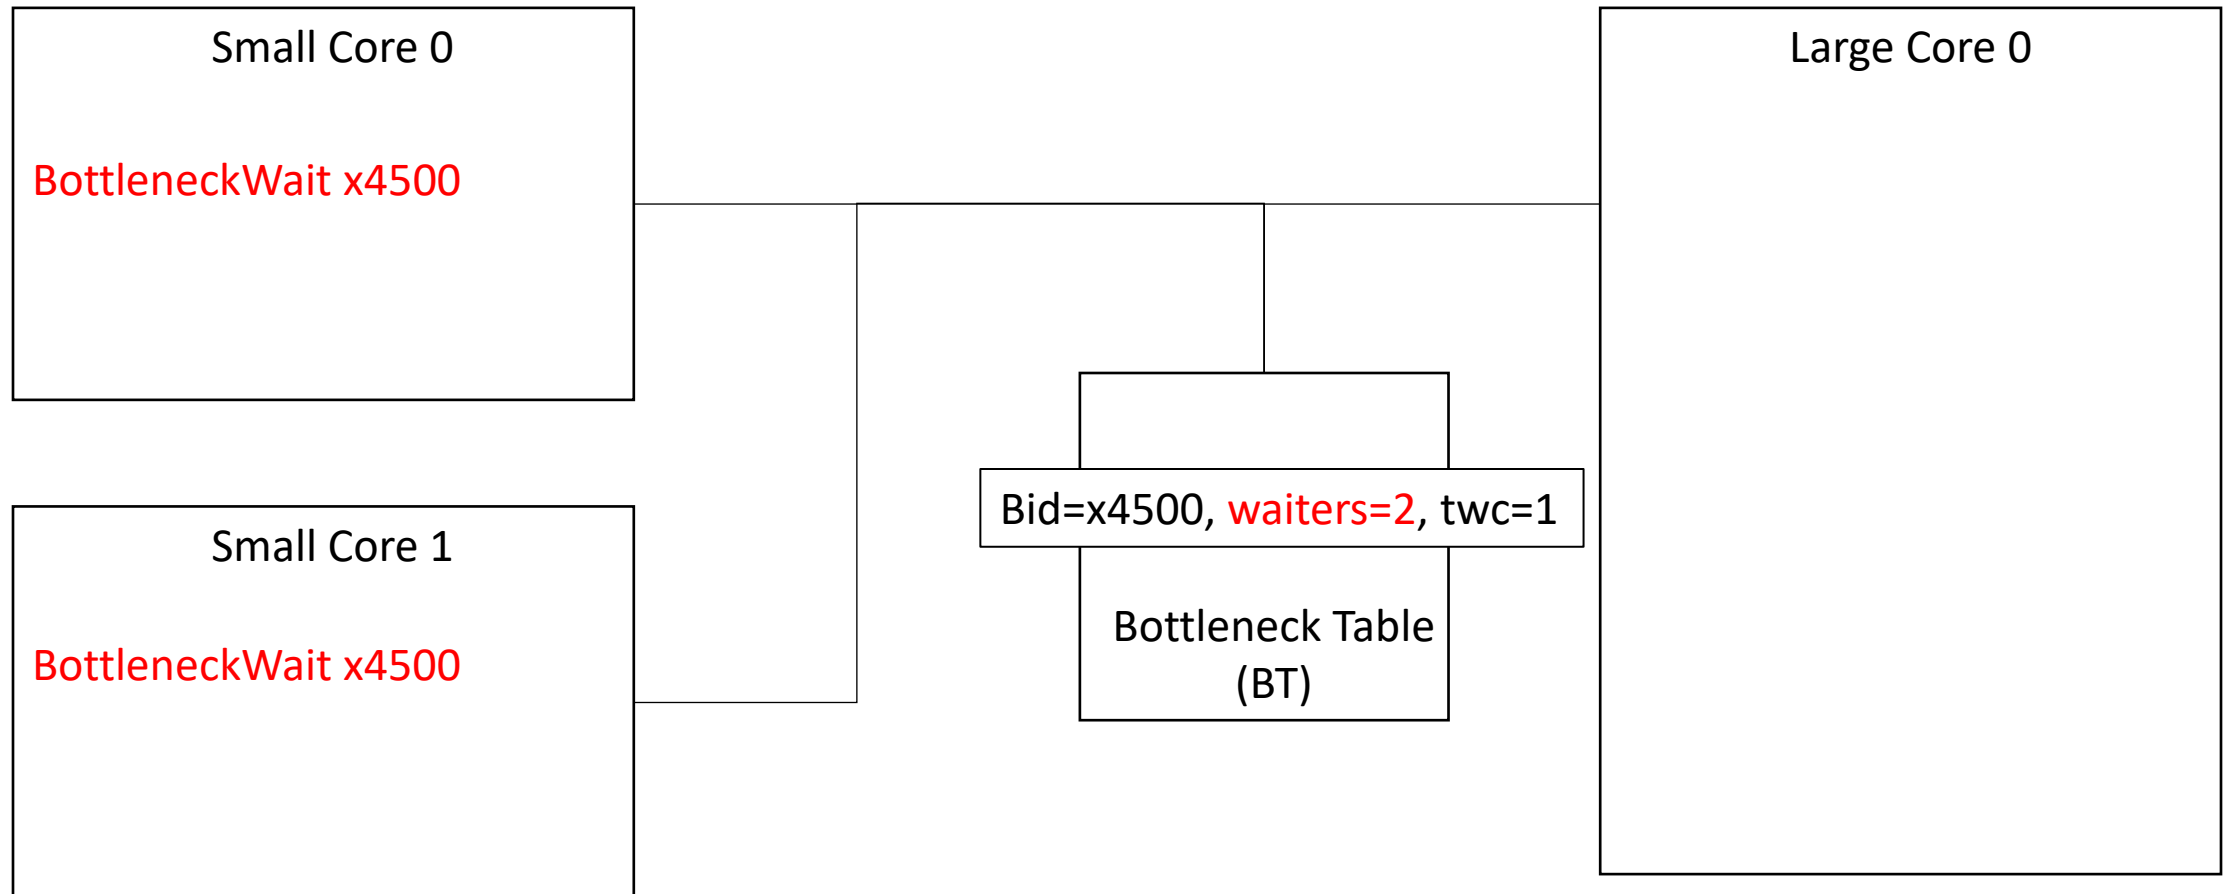 Small Core 0
BottleneckWait x4500
Small Core 1
BottleneckWait x4500
Bid=x4500, waiters=2, twc=1
Bottleneck Table
(BT)
Large Core 0